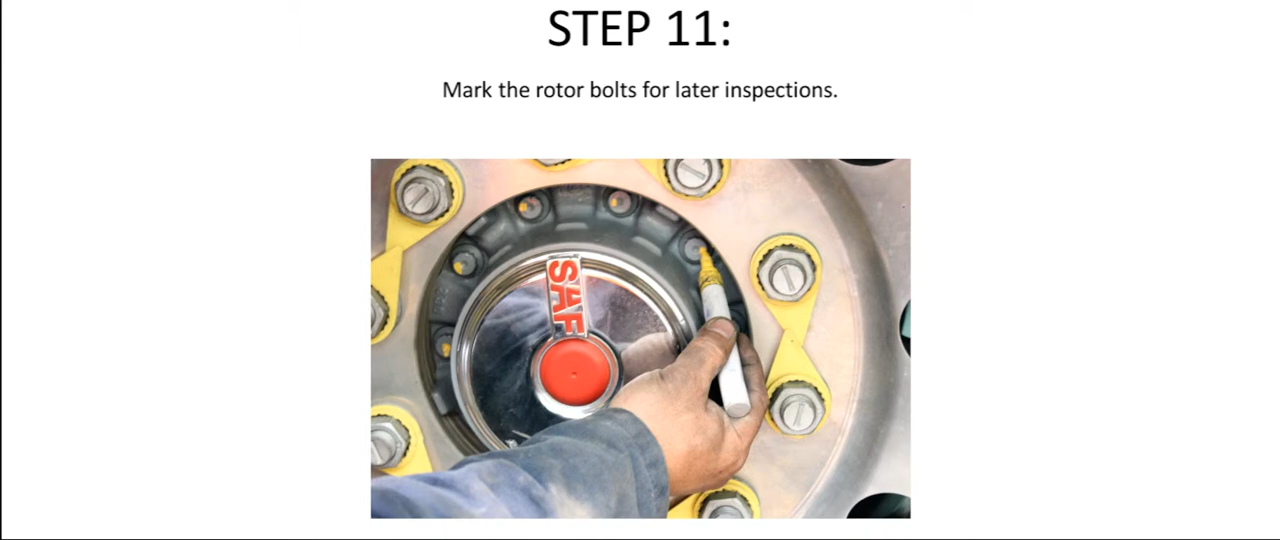 STEP 11:
Mark the rotor bolts for later inspections.
SAF